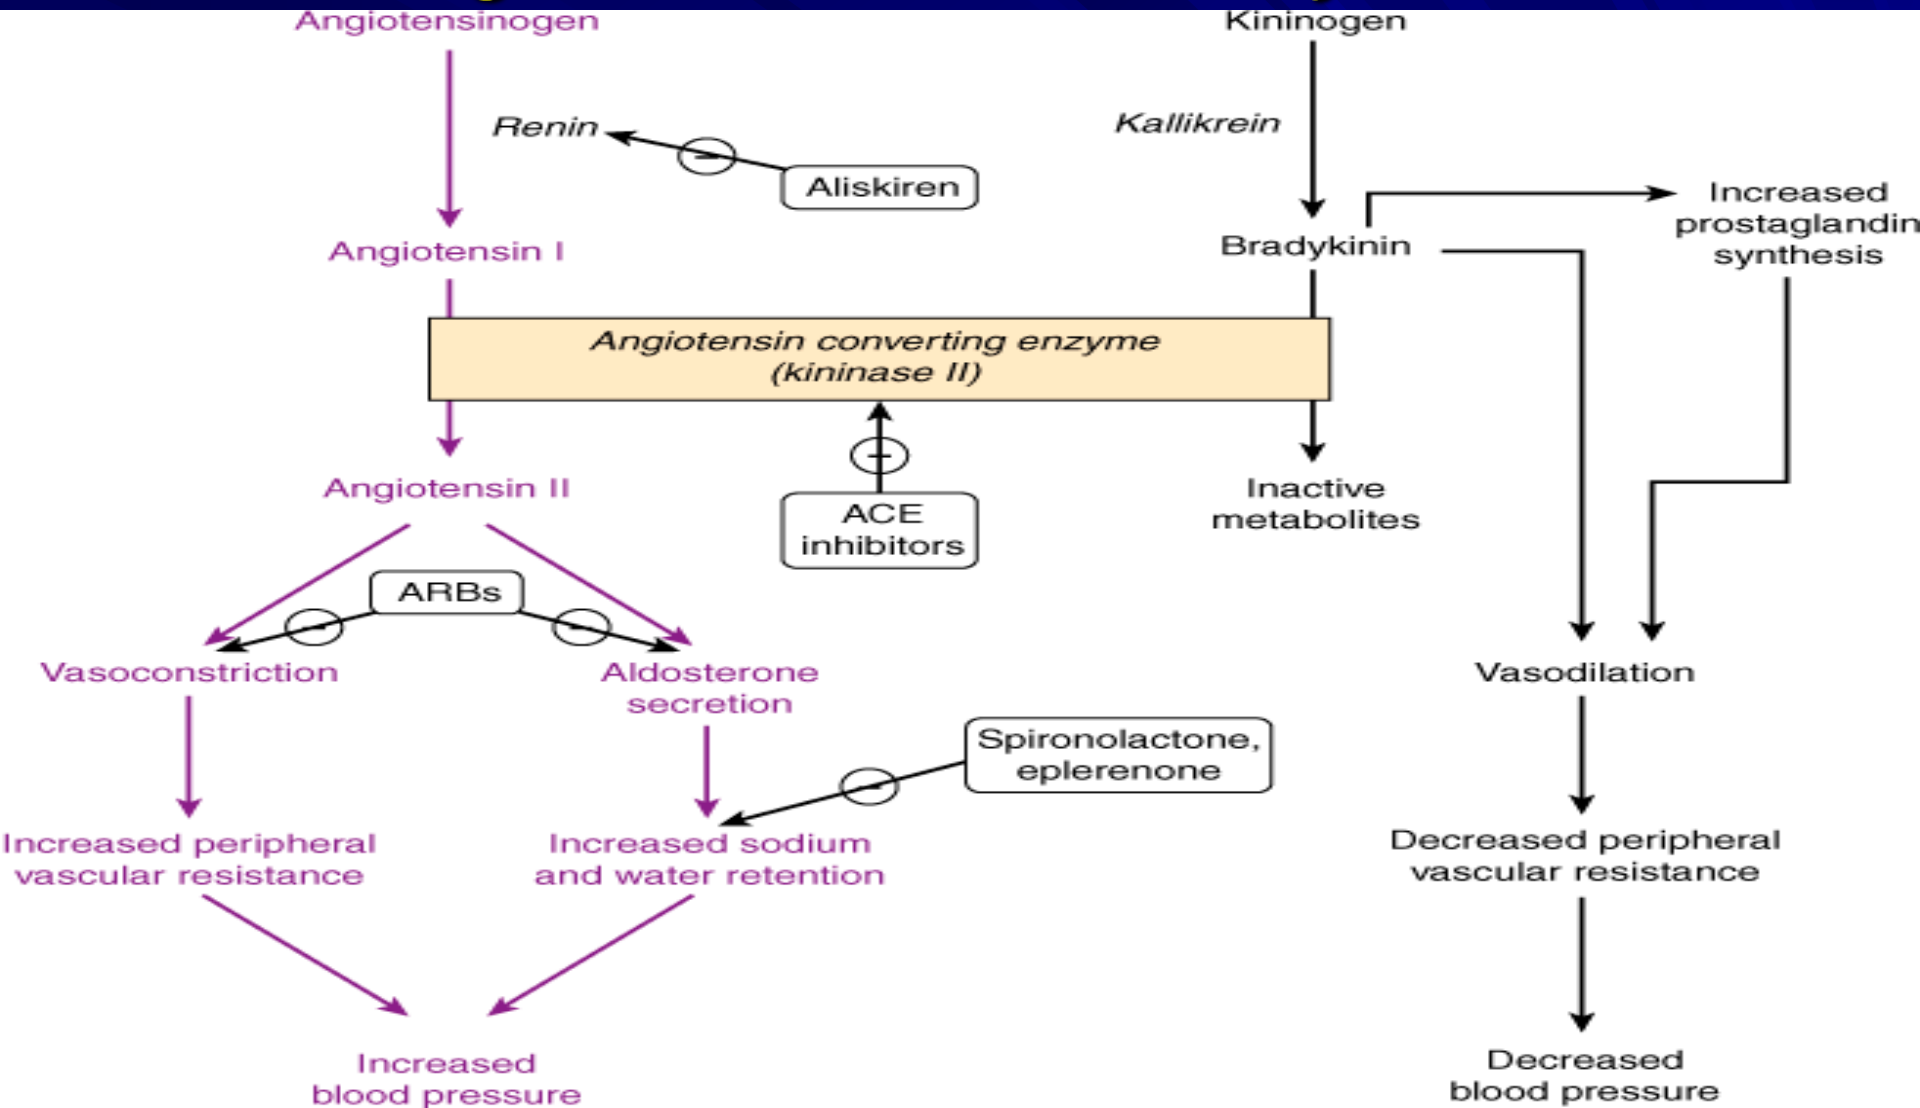 Angiotensinogen
Kininogen
Renin
Kallikrein
Aliskiren
Increased
prostaglandin
synthesis
Angiotensin I
Bradykinin
Angiotensin converting enzyme
(kininase II)
Angiotensin II
ACE
inhibitors
Inactive
metabolites
ARBs
Vasoconstriction
Aldosterone
secretion
Vasodilation
Spironolactone,
eplerenone
Increased peripheral
vascular resistance
Increased sodium
and water retention
Decreased peripheral
vascular resistance
Increased
blood pressure
Decreased
blood pressure